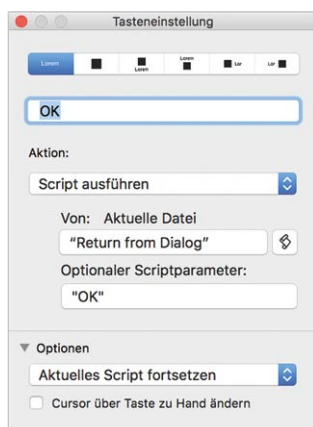 Tasteneinstellung
Lorem Lorem Lorem Lor Lor
OK
Aktion:
Script ausführen
Von: Aktuelle Datei
“Return from Dialog”
Optionaler Scriptparameter:
"OK"
Optionen
Aktuelles Script fortsetzen
Cursor über Taste zu Hand ändern